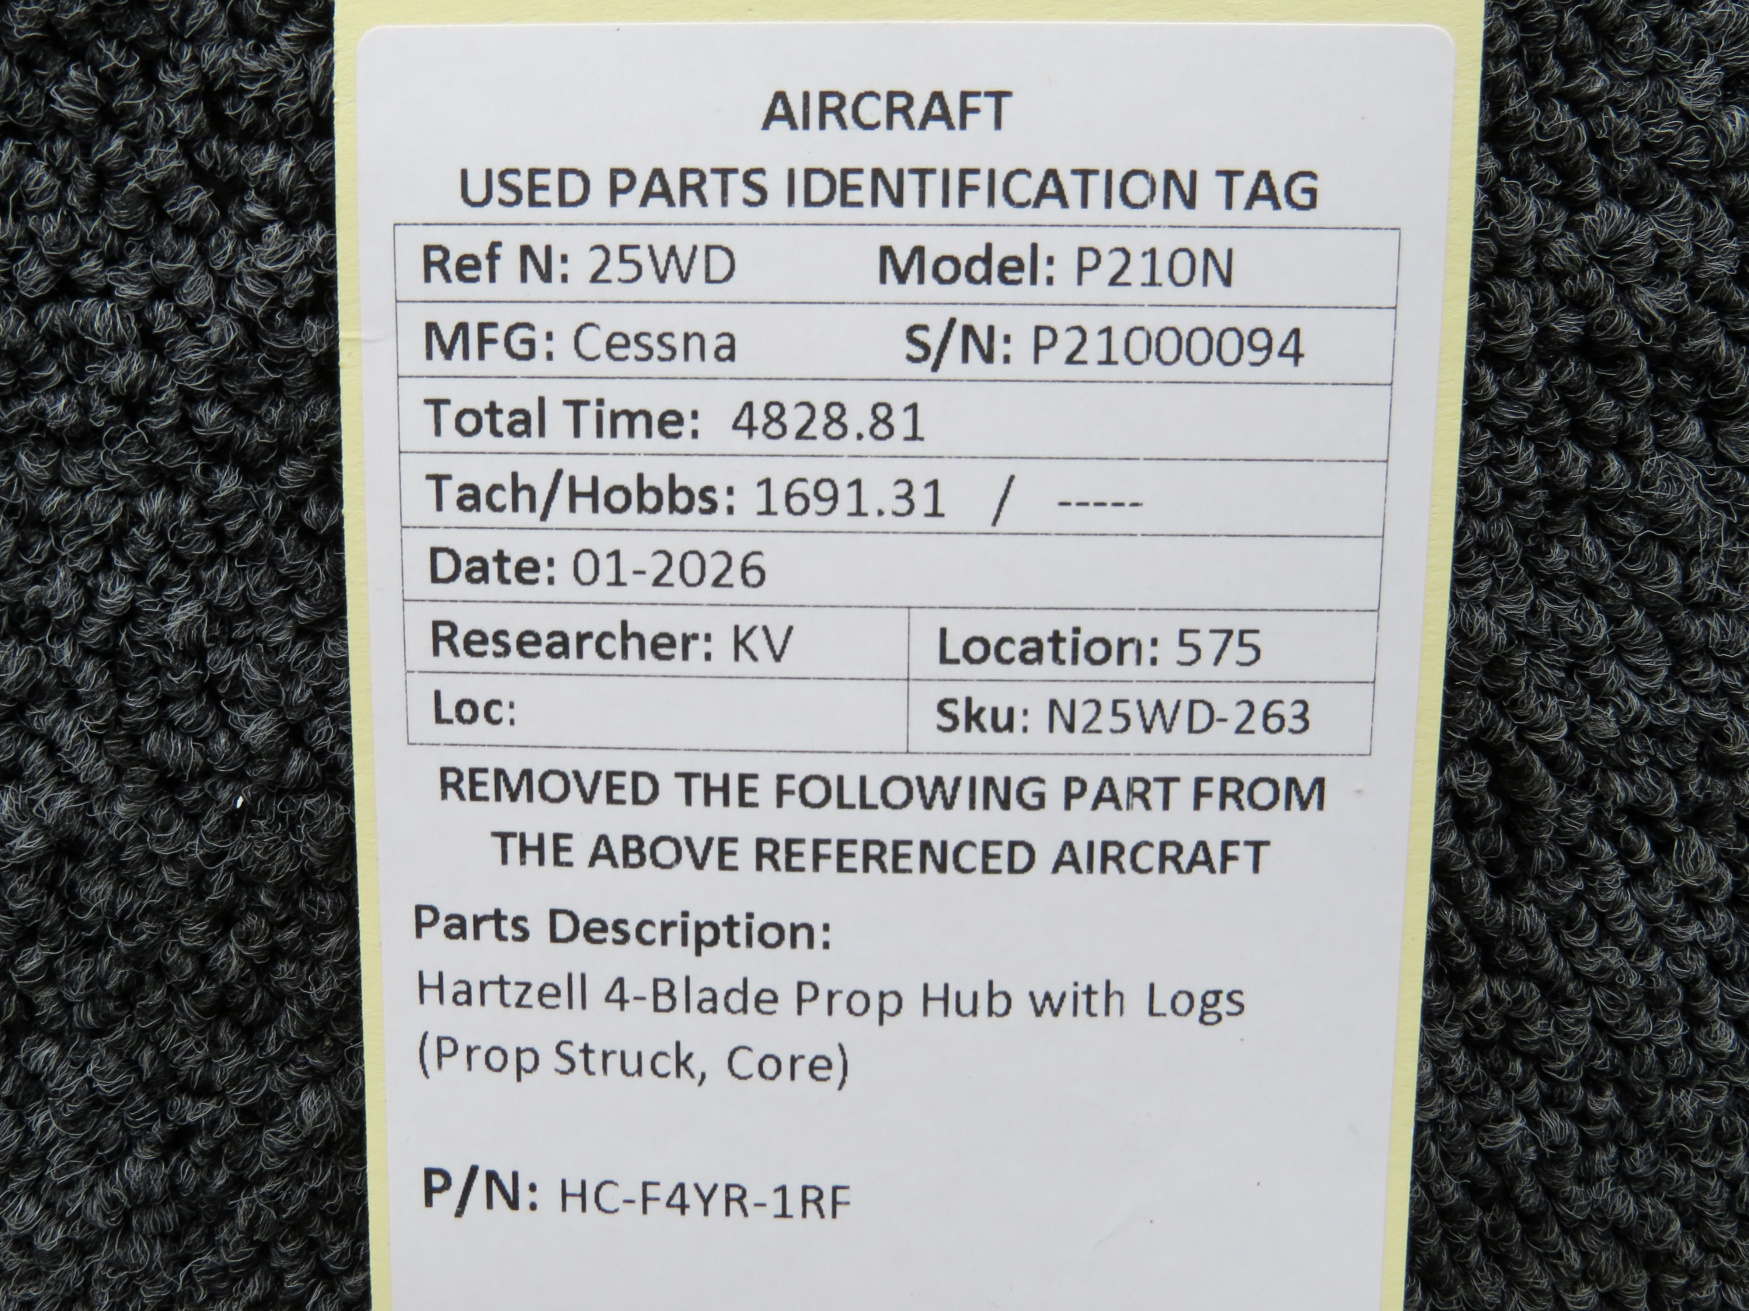 AIRCRAFT
USED PARTS IDENTIFICATION TAG
Ref N: 25WD Model: P210N
MFG: Cessna S/N: P21000094
Total Time: 4828.81
Tach/Hobbs: 1691.31 / -----
Date: 01-2026
Researcher: KV Location: 575
Loc: Sku: N25WD-263
REMOVED THE FOLLOWING PART FROM
THE ABOVE REFERENCED AIRCRAFT
Parts Description:
Hartzell 4-Blade Prop Hub with Logs
(Prop Struck, Core)
P/N: HC-F4YR-1RF